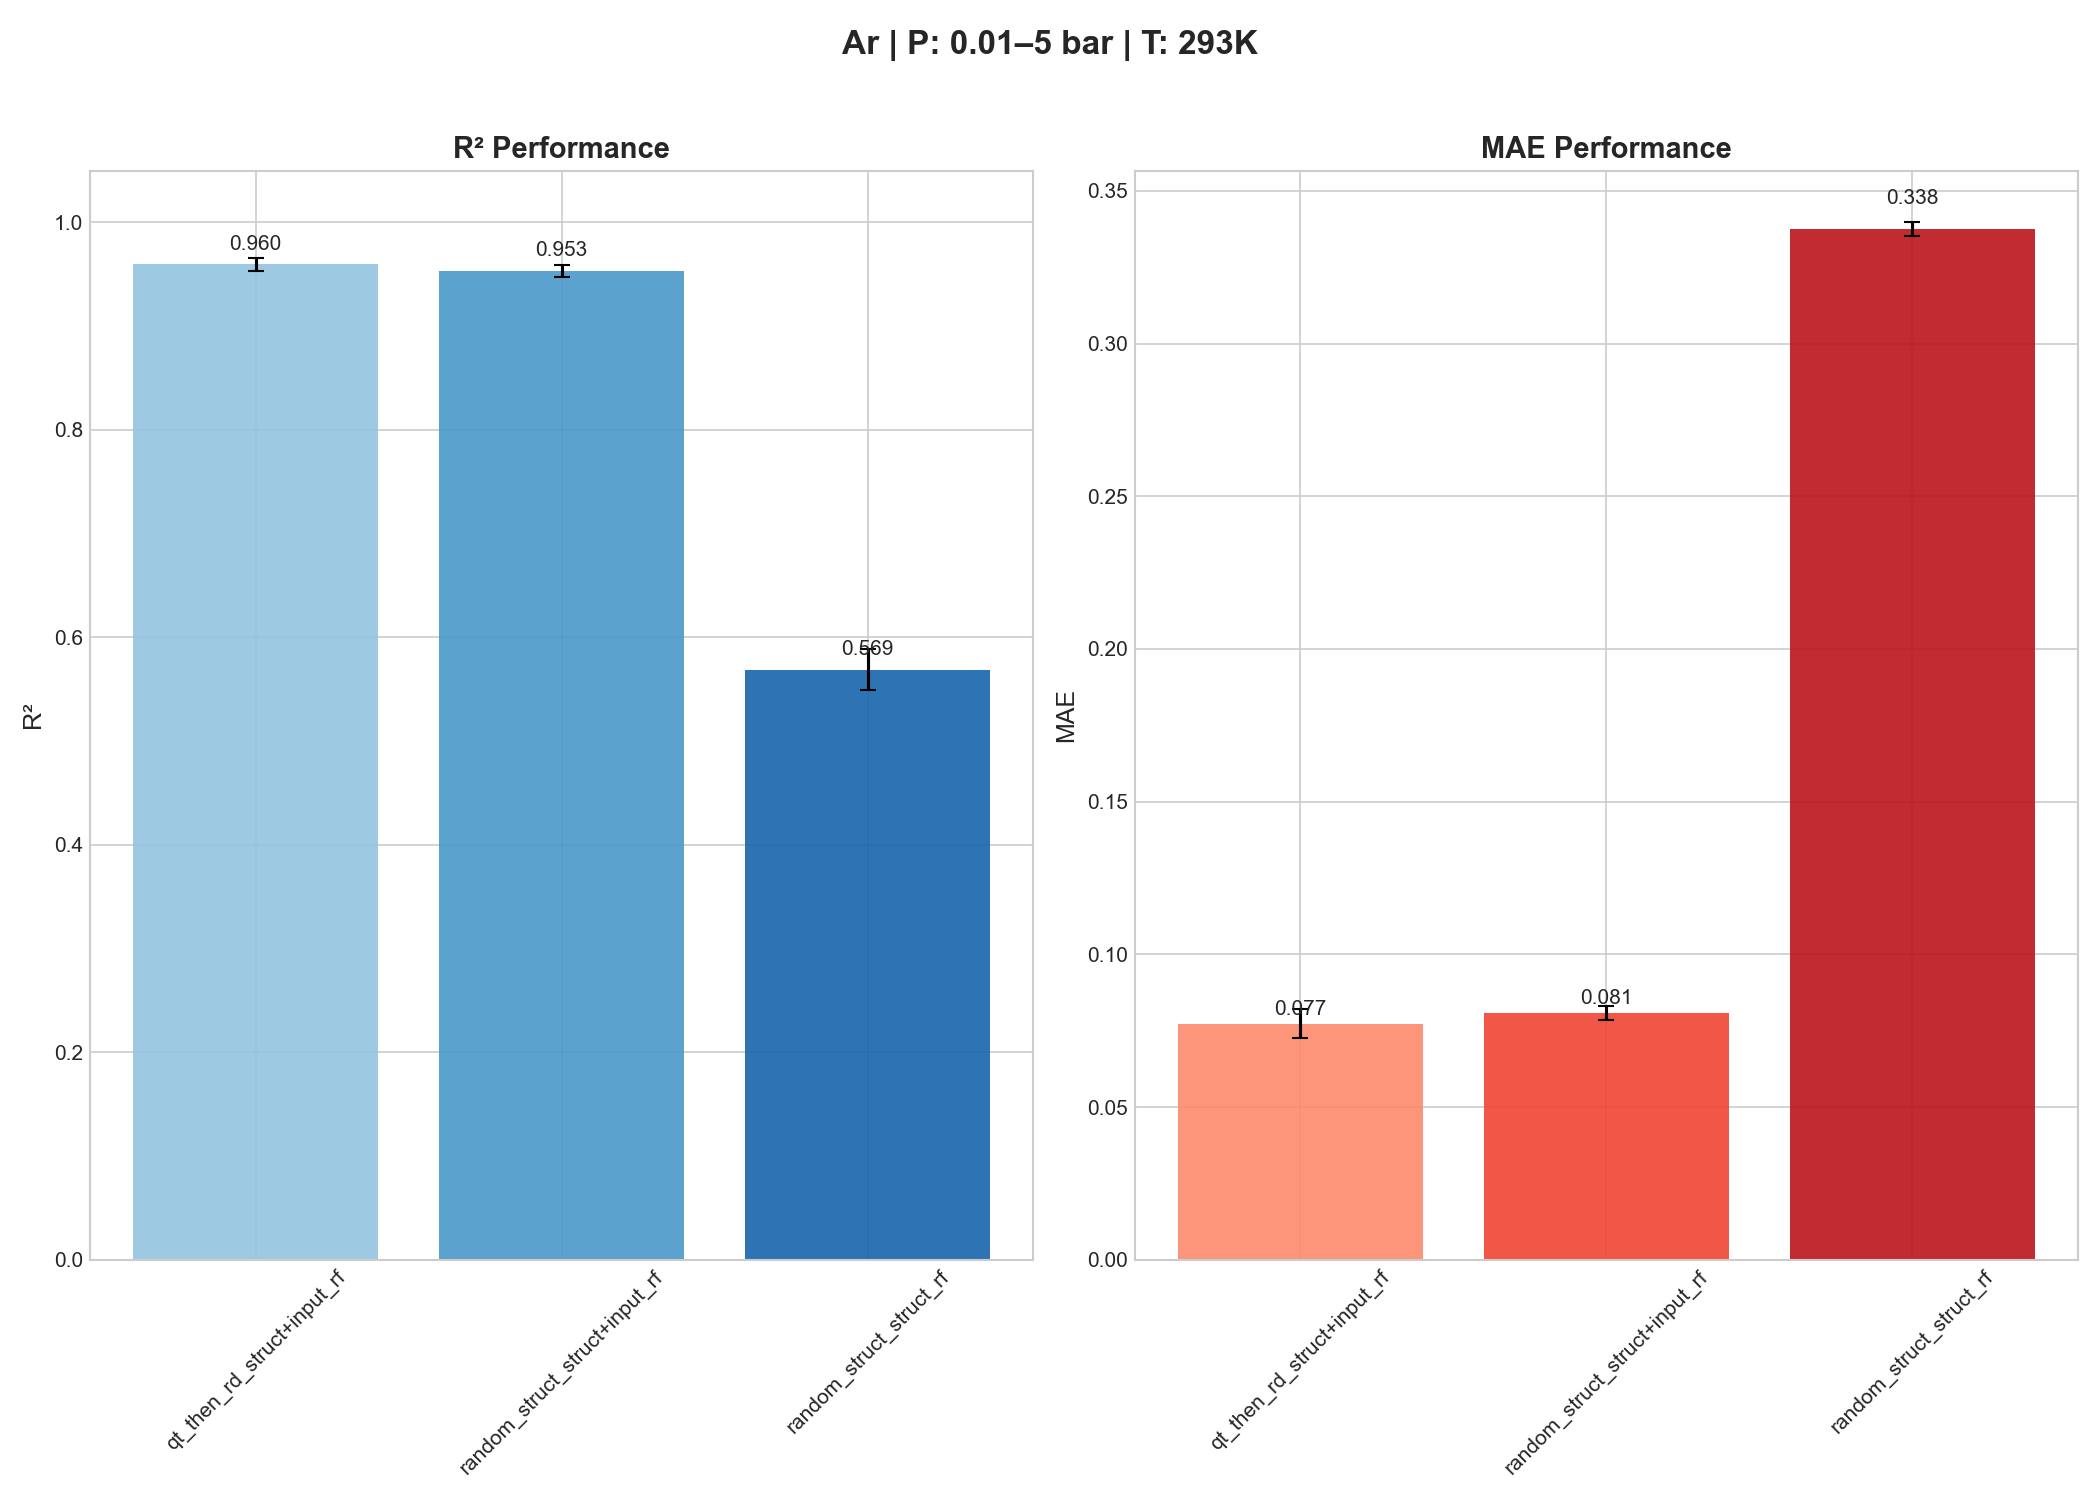 Ar | P: 0.01–5 bar | T: 293K
R² Performance
1.0
0.8
0.6
0.4
0.2
0.0
R²
0.960
0.953
0.569
qt_then_rd_struct+input_rf
random_struct_struct+input_rf
random_struct_struct_rf
MAE Performance
0.35
0.30
0.25
0.20
0.15
0.10
0.05
0.00
MAE
0.077
0.081
0.338
qt_then_rd_struct+input_rf
random_struct_struct+input_rf
random_struct_struct_rf